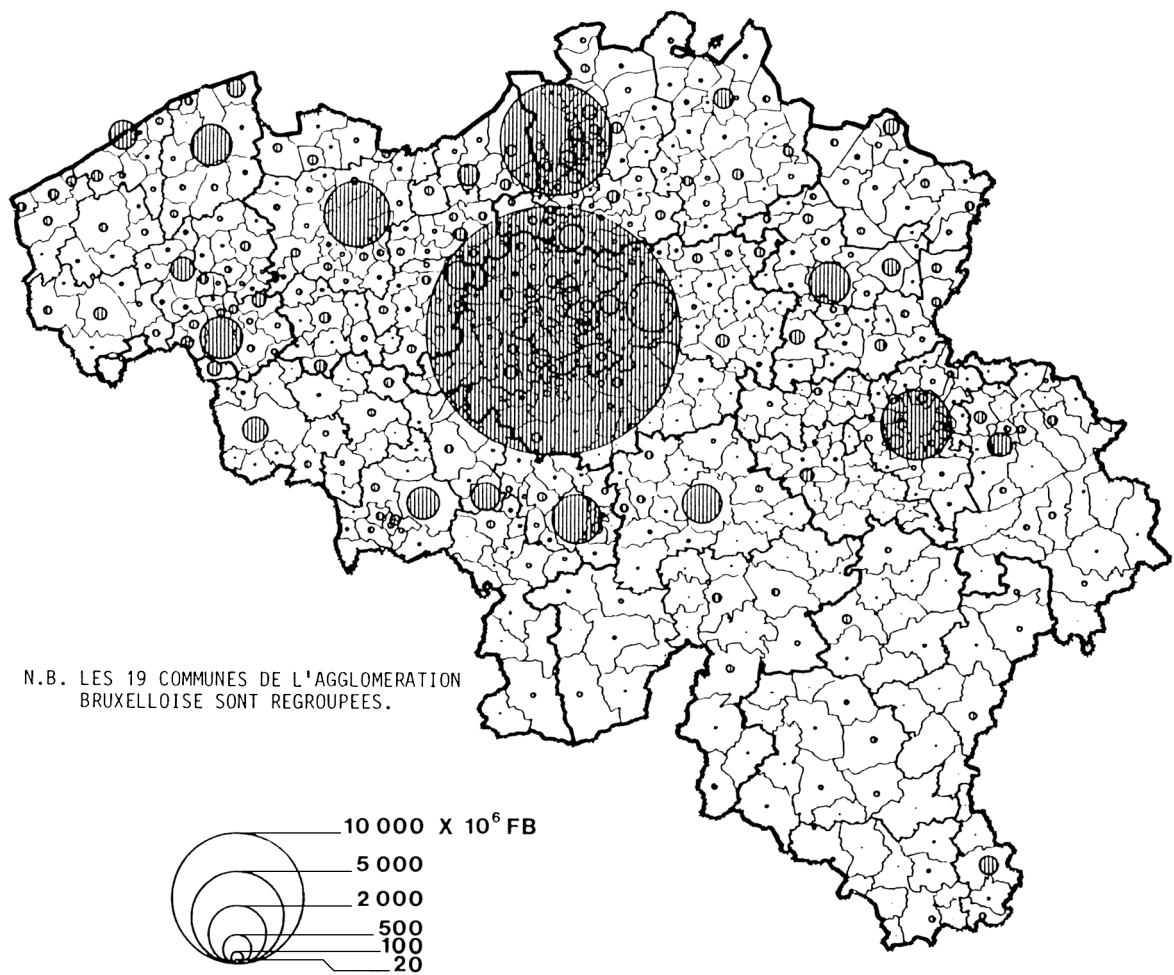 N.B. LES 19 COMMUNES DE L'AGGLOMERATION
BRUXELLOISE SONT REGROUPEES.
10 000 X 10⁶ FB
5 000
2 000
500
100
20